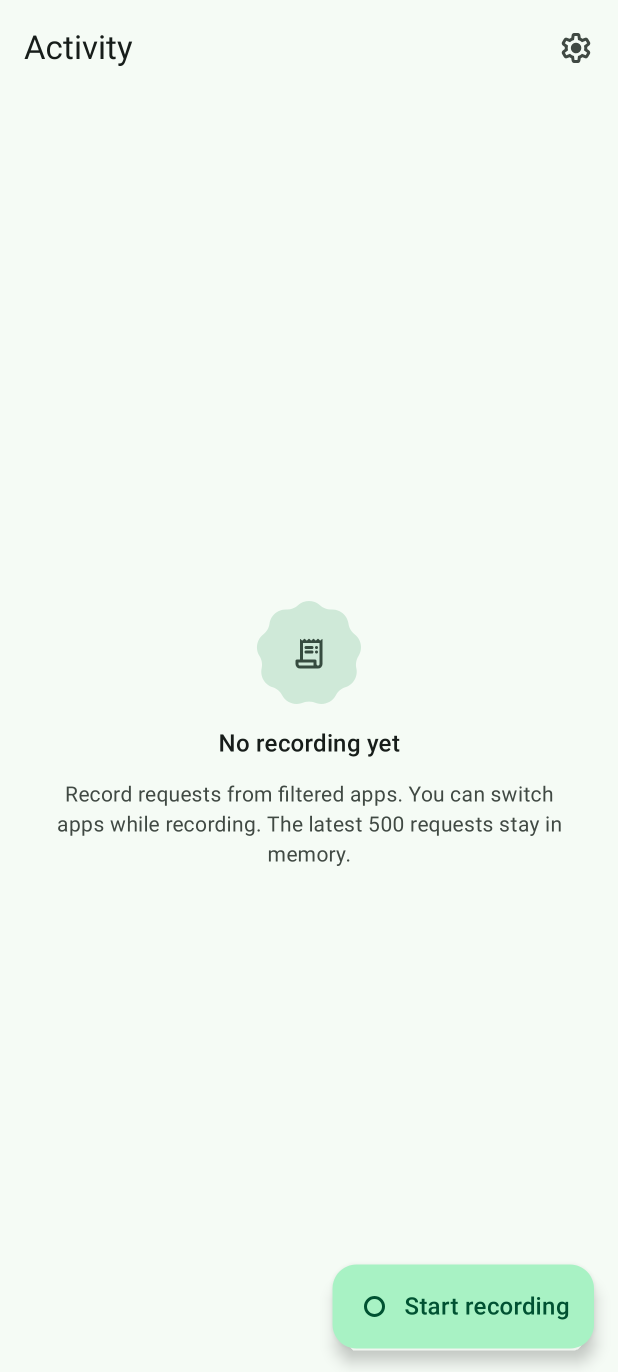 Activity
No recording yet
Record requests from filtered apps. You can switch
apps while recording. The latest 500 requests stay in
memory.
Start recording